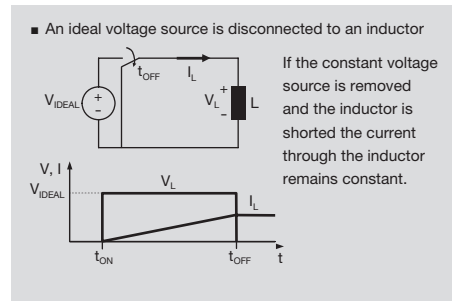 ■ An ideal voltage source is disconnected to an inductor
tOFF
IL
VIDEAL
+
-
VL
+
-
L
If the constant voltage
source is removed
and the inductor is
shorted the current
through the inductor
remains constant.
V, I
VIDEAL
VL
IL
tON
tOFF
t